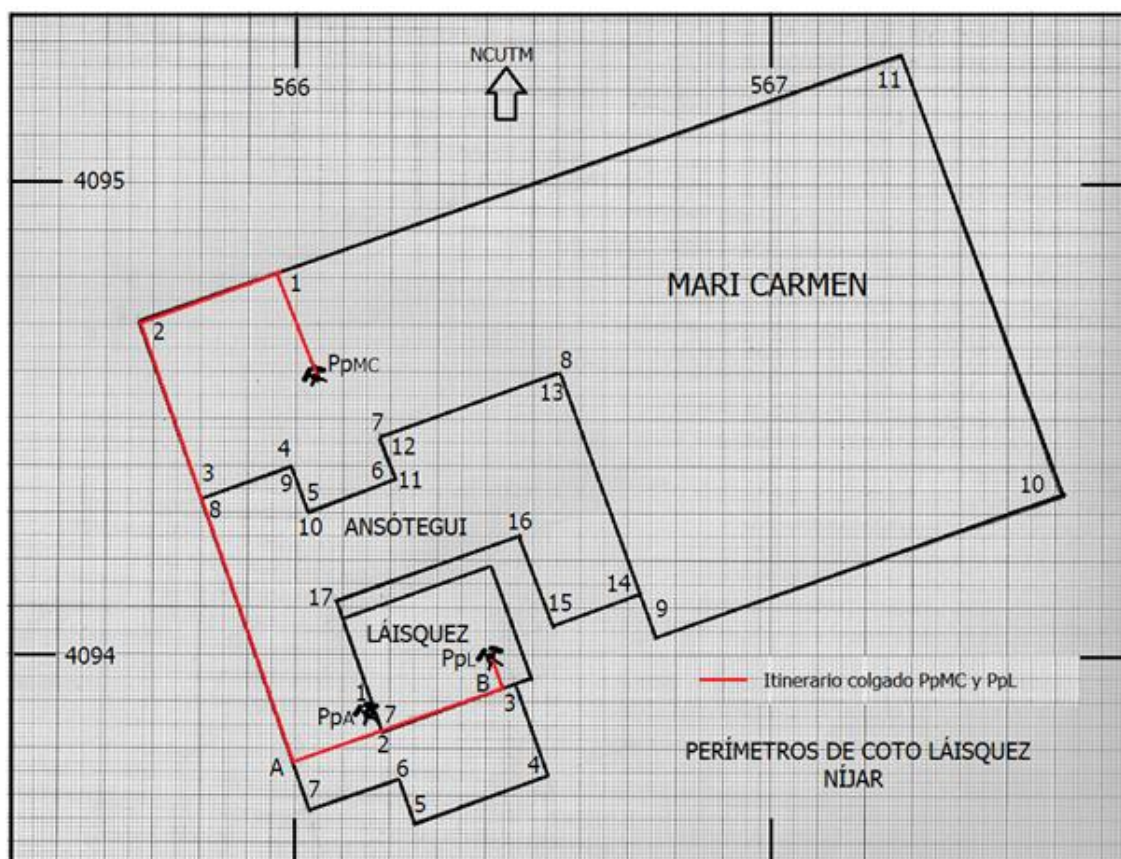 NCUTM
566
567
11
4095
1
MARI CARMEN
2
PpMC
8
13
7
12
4
3
6
11
9
5
8
10
10
ANSÓTEGUI
16
17
14
15
9
LÁISQUEZ
4094
PpL
B
1
3
Itinerario colgado PpMC y PpL
PpA
7
2
PERÍMETROS DE COTO LÁISQUEZ
NÍJAR
A
6
4
7
5